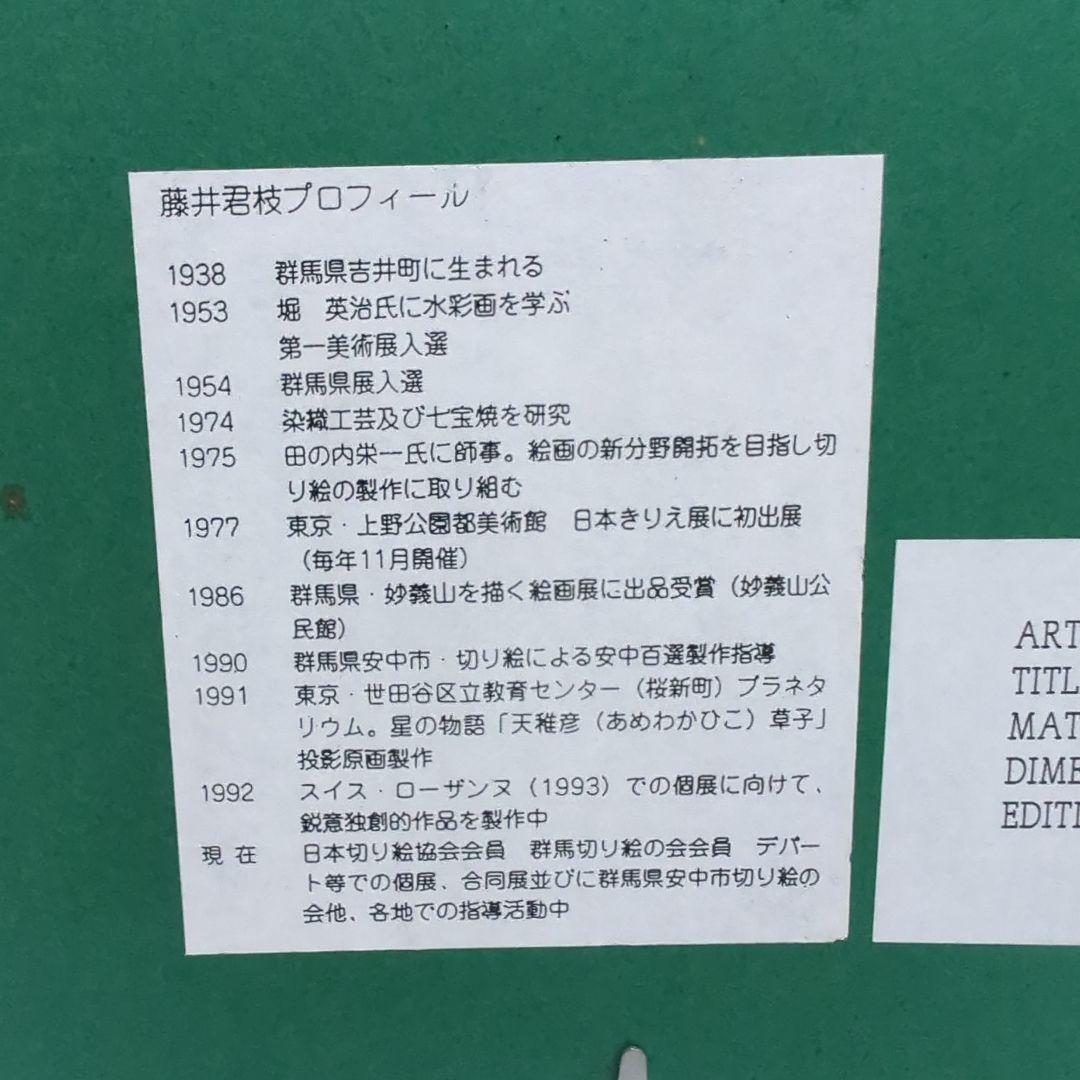 藤井君枝プロフィール
1938 群馬県吉井町に生まれる
1953 堀 英治氏に水彩画を学ぶ
第一美術展入選
1954 群馬県展入選
1974 染織工芸及び七宝焼を研究
1975 田の内栄一氏に師事。絵画の新分野開拓を目指し切
り絵の製作に取り組む
1977 東京・上野公園都美術館 日本きりえ展に初出展
（毎年11月開催）
1986 群馬県・妙義山を描く絵画展に出品受賞（妙義山公
民館）
1990 群馬県安中市・切り絵による安中百選製作指導
1991 東京・世田谷区立教育センター（桜新町）プラネタ
リウム。星の物語「天稚彦（あめわかひこ）草子」
投影原画製作
1992 スイス・ローザンヌ（1993）での個展に向けて、
鋭意独創的作品を製作中
現 在 日本切り絵協会会員 群馬切り絵の会会員 デパー
ト等での個展、合同展並びに群馬県安中市切り絵の
会他、各地での指導活動中
ART
TITL
MAT
DIME
EDITI